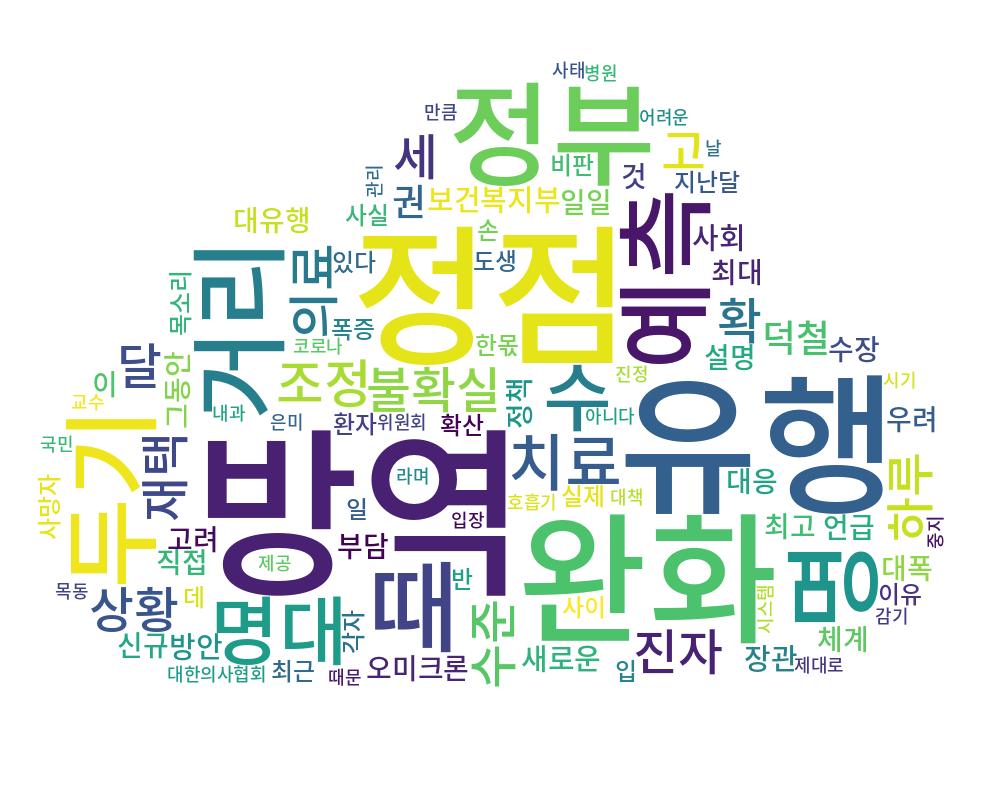 사태
병원
만큼
정부
어려운
세
비판
고
날
관리
권
보건복지부
일일
것
지난달
대유행
사실
손
예측
사회
거리
의료
있다
정점
도생
최대
목소리
폭증
코로나
한몫
확
덕철
수장
설명
달
이
그동안
조정
불확실
정책
수
진정
시기
교수
내과
은미
환자
위원회
확산
아니다
유행
우려
국민
두기
재택
방역
라며
치료
대응
하루
사망자
일
입장
호흡기
실제
대책
최고
언급
중지
고려
직접
부담
완화
제공
반
명
대폭
목동
상황
데
때
사이
시스템
이유
감기
명대
각자
수준
신규
방안
새로운
진자
체계
대한의사협회
최근
때문
오미크론
입
장관
제대로